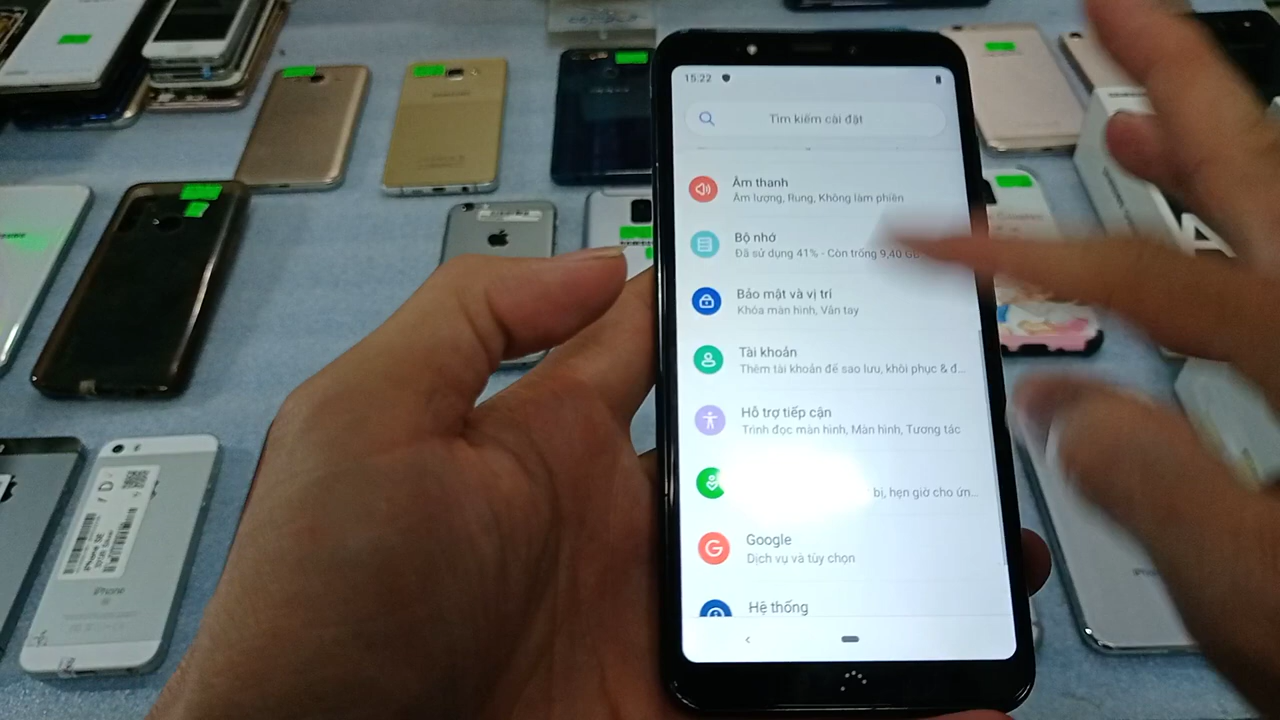 15:22
Tìm kiếm cài đặt
Âm thanh
Âm lượng, Rung, Không làm phiền
Bộ nhớ
Đã sử dụng 41% - Còn trống 9,40 GB
Bảo mật và vị trí
Khóa màn hình, Vân tay
Tài khoản
Thêm tài khoản để sao lưu, khôi phục & đ...
Hỗ trợ tiếp cận
Trình đọc màn hình, Màn hình, Tương tác
bị, hẹn giờ cho ứn...
Google
Dịch vụ và tùy chọn
Hệ thống
iPhone